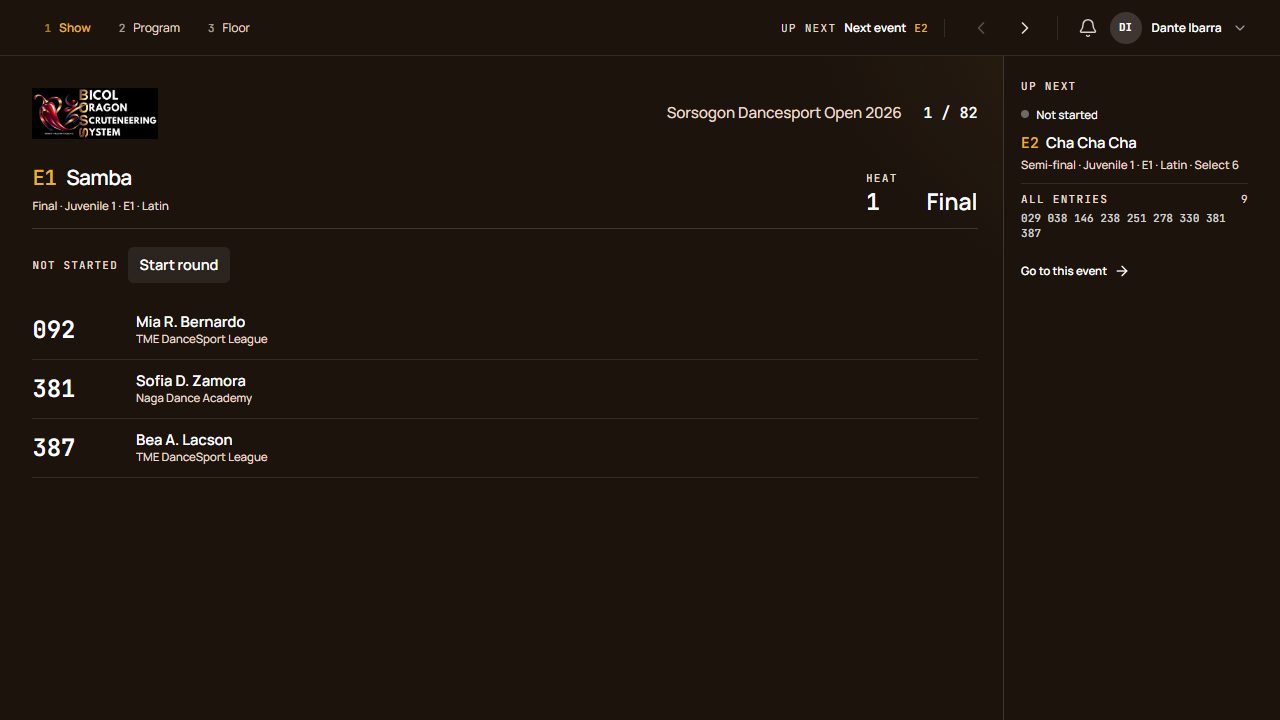 1 Show 2 Program 3 Floor
UP NEXT Next event E2
DI Dante Ibarra
BICOL
DRAGON
SCRUTENEERING
SYSTEM
Sorsogon Dancesport Open 2026 1 / 82
E1 Samba
Final · Juvenile 1 · E1 · Latin
HEAT
1 Final
NOT STARTED Start round
092 Mia R. Bernardo
TME DanceSport League
381 Sofia D. Zamora
Naga Dance Academy
387 Bea A. Lacson
TME DanceSport League
UP NEXT
Not started
E2 Cha Cha Cha
Semi-final · Juvenile 1 · E1 · Latin · Select 6
ALL ENTRIES 9
029 038 146 238 251 278 330 381
387
Go to this event